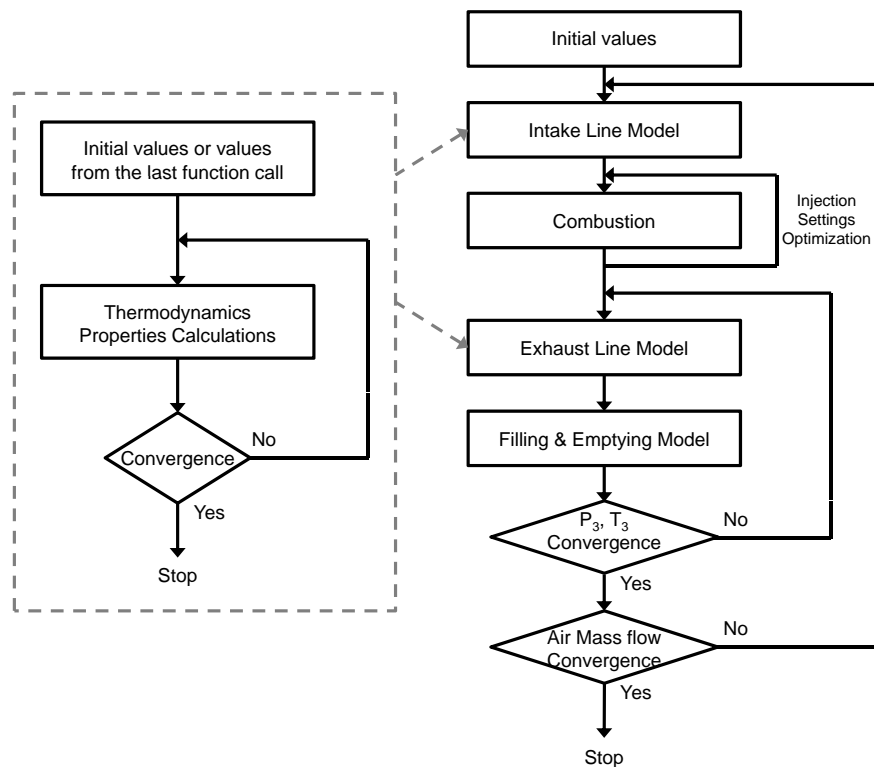 Initial values or values
from the last function call
Thermodynamics
Properties Calculations
Convergence
No
Yes
Stop
Initial values
Intake Line Model
Combustion
Injection
Settings
Optimization
Exhaust Line Model
Filling & Emptying Model
P₃, T₃
Convergence
No
Yes
Air Mass flow
Convergence
No
Yes
Stop